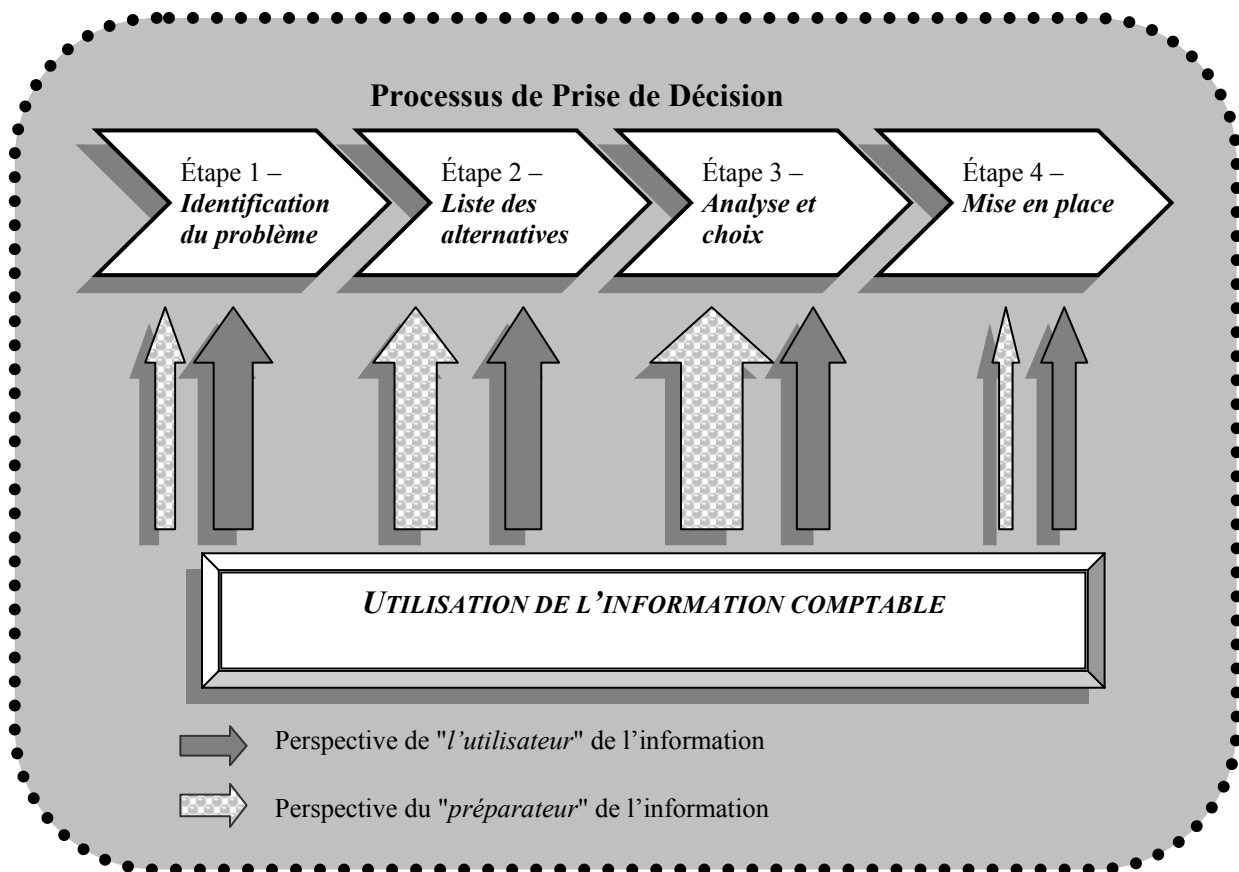 Processus de Prise de Décision
Étape 1 –
Identification
du problème
Étape 2 –
Liste des
alternatives
Étape 3 –
Analyse et
choix
Étape 4 –
Mise en place
UTILISATION DE L’INFORMATION COMPTABLE
Perspective de "l’utilisateur" de l’information
Perspective du "préparateur" de l’information